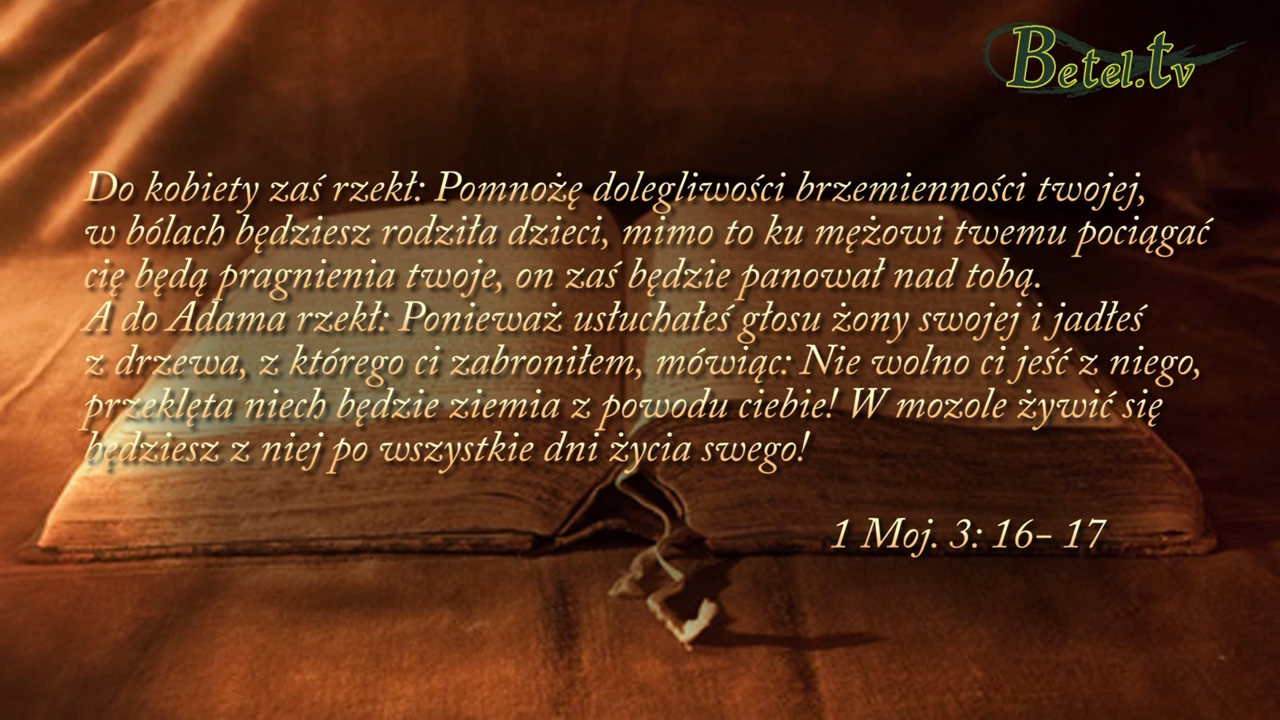 Betel.tv
Do kobiety zaś rzekł: Pomnożę dolegliwości brzemienności twojej,
w bólach będziesz rodziła dzieci, mimo to ku mężowi twemu pociągać
cię będą pragnienia twoje, on zaś będzie panował nad tobą.
A do Adama rzekł: Ponieważ usłuchałeś głosu żony swojej i jadłeś
z drzewa, z którego ci zabroniłem, mówiąc: Nie wolno ci jeść z niego,
przeklęta niech będzie ziemia z powodu ciebie! W mozole żywić się
będziesz z niej po wszystkie dni życia swego!
1 Moj. 3: 16– 17